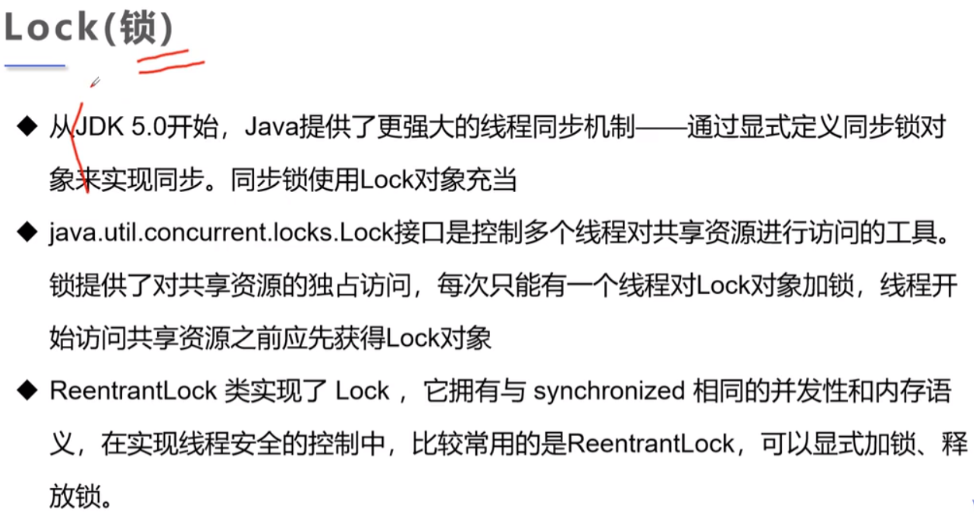 Lock(锁)
◆ 从JDK 5.0开始，Java提供了更强大的线程同步机制——通过显式定义同步锁对
象来实现同步。同步锁使用Lock对象充当
◆ java.util.concurrent.locks.Lock接口是控制多个线程对共享资源进行访问的工具。
锁提供了对共享资源的独占访问，每次只能有一个线程对Lock对象加锁，线程开
始访问共享资源之前应先获得Lock对象
◆ ReentrantLock 类实现了 Lock ，它拥有与 synchronized 相同的并发性和内存语
义，在实现线程安全的控制中，比较常用的是ReentrantLock，可以显式加锁、释
放锁。